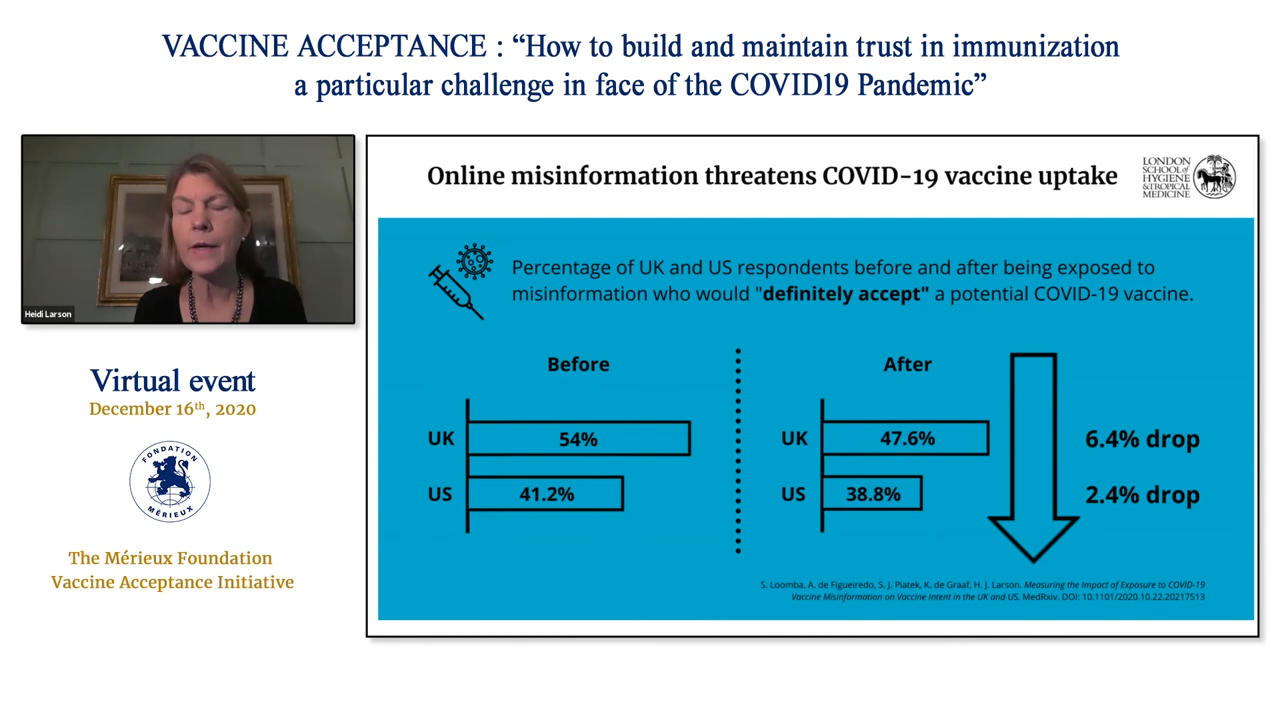 VACCINE ACCEPTANCE : “How to build and maintain trust in immunization
a particular challenge in face of the COVID19 Pandemic”
Heidi Larson
Virtual event
December 16th, 2020
FONDATION
MÉRIEUX
The Mérieux Foundation
Vaccine Acceptance Initiative
Online misinformation threatens COVID-19 vaccine uptake
LONDON
SCHOOL of
HYGIENE
&TROPICAL
MEDICINE
Percentage of UK and US respondents before and after being exposed to
misinformation who would "definitely accept" a potential COVID-19 vaccine.
Before
UK 54%
US 41.2%
After
UK 47.6% 6.4% drop
US 38.8% 2.4% drop
S. Loomba, A. de Figueiredo, S. J. Piatek, K. de Graaf, H. J. Larson. Measuring the Impact of Exposure to COVID-19
Vaccine Misinformation on Vaccine Intent in the UK and US. MedRxiv. DOI: 10.1101/2020.10.22.20217513